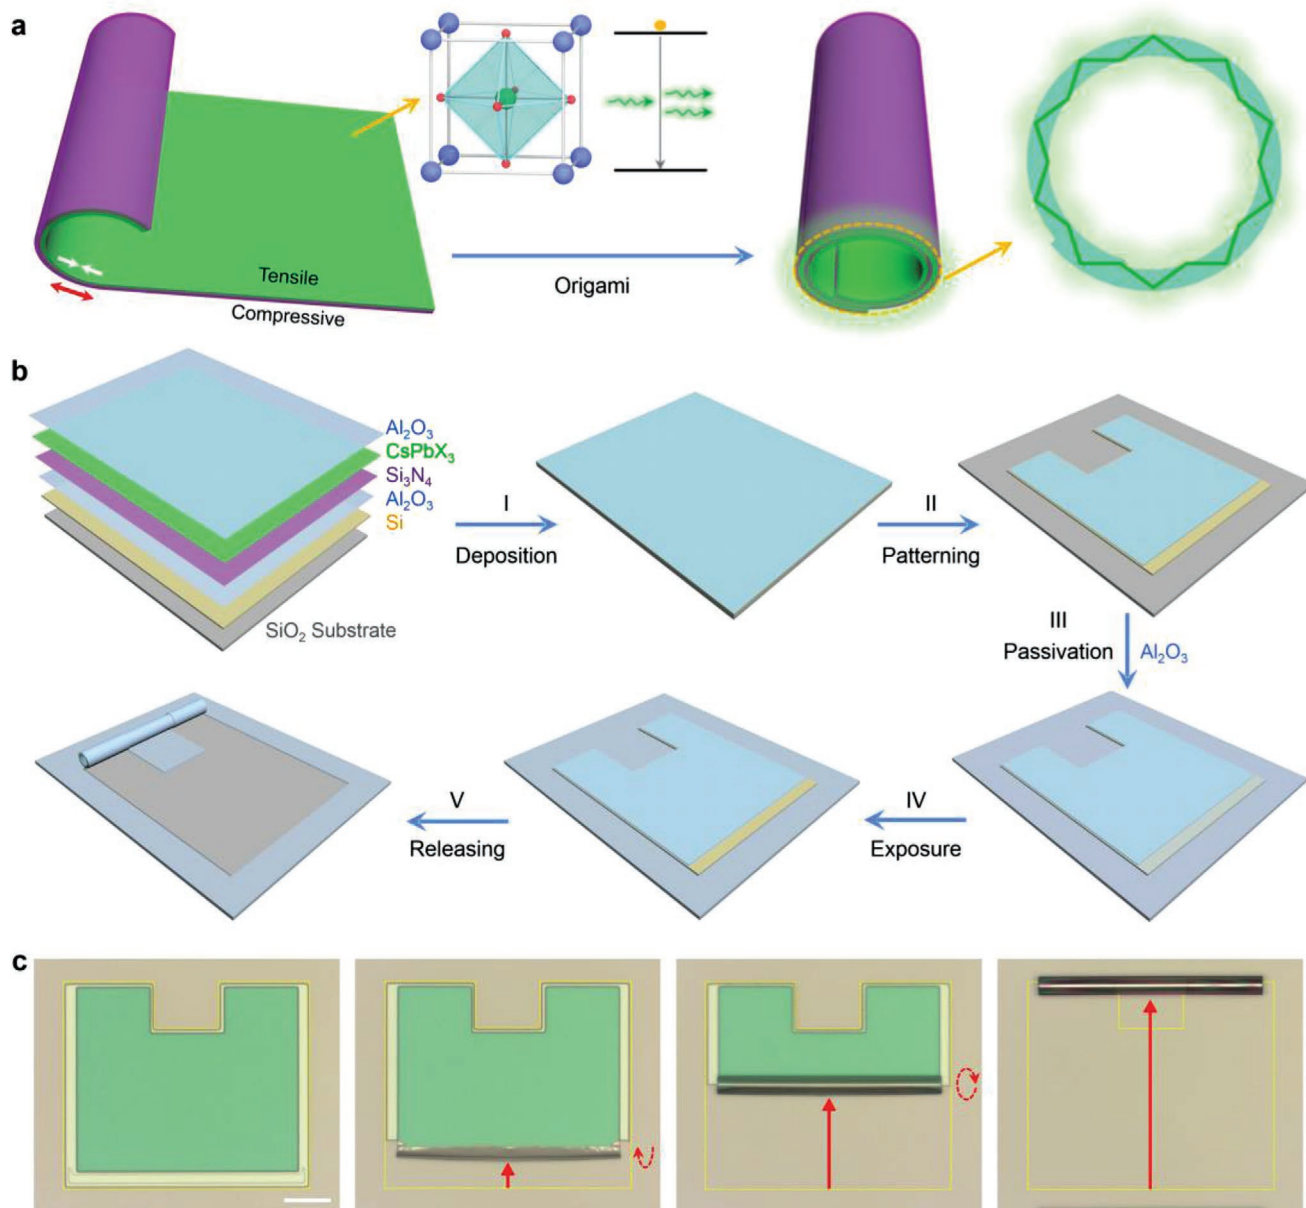 a
Tensile
Compressive
Origami
b
Al₂O₃
CsPbX₃
Si₃N₄
Al₂O₃
Si
SiO₂ Substrate
I
Deposition
II
Patterning
III
Passivation
Al₂O₃
IV
Exposure
V
Releasing
c